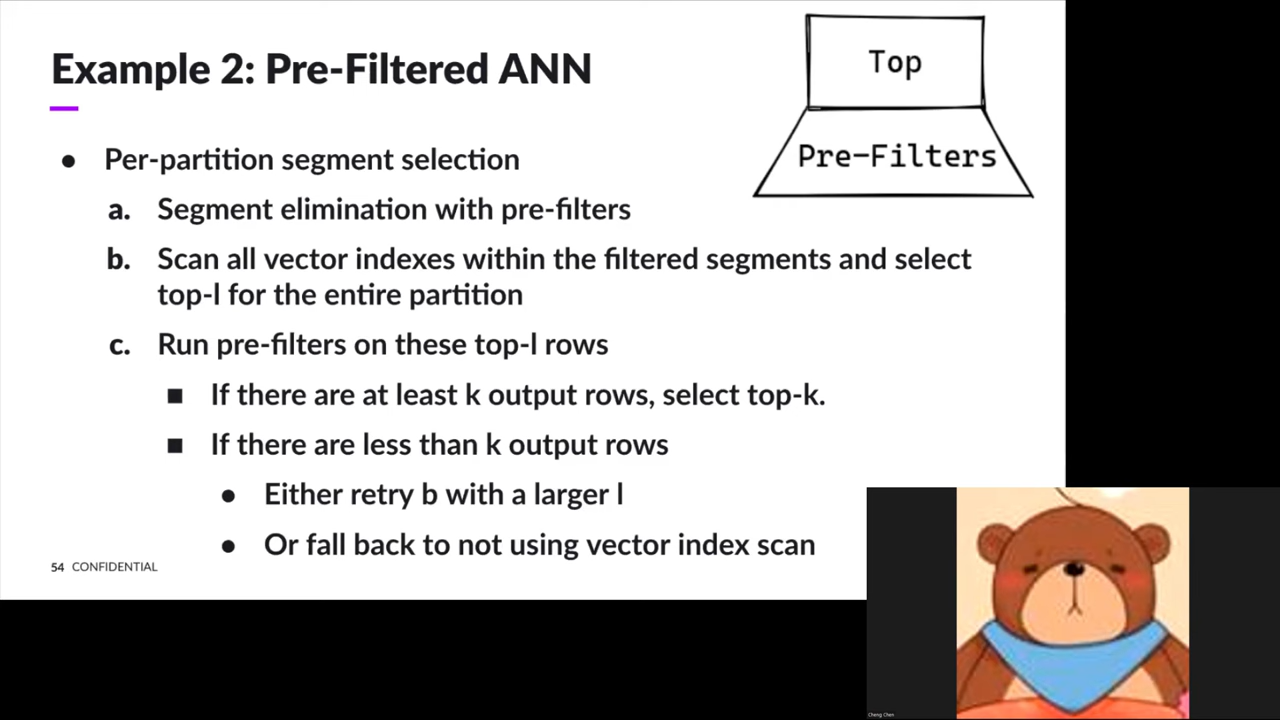 Example 2: Pre-Filtered ANN
Top
Pre-Filters
● Per-partition segment selection
a. Segment elimination with pre-filters
b. Scan all vector indexes within the filtered segments and select
top-l for the entire partition
c. Run pre-filters on these top-l rows
■ If there are at least k output rows, select top-k.
■ If there are less than k output rows
● Either retry b with a larger l
● Or fall back to not using vector index scan
54 CONFIDENTIAL
Cheng Chen